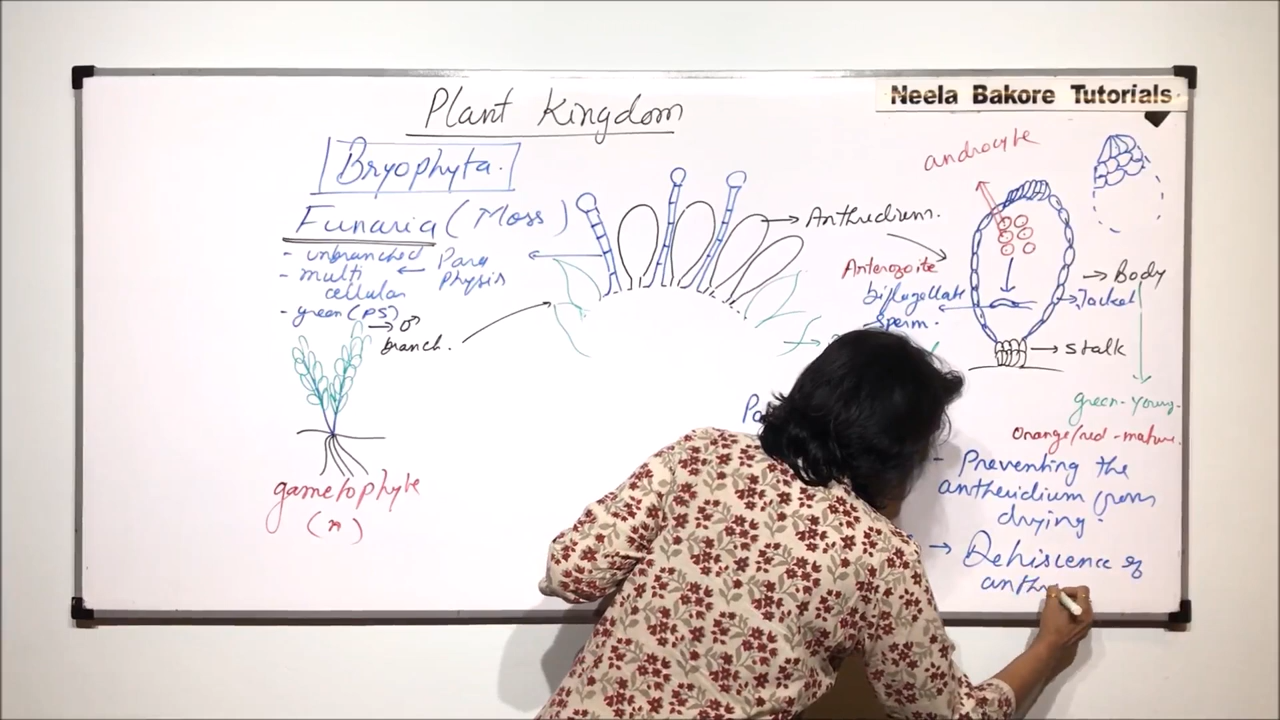 Plant Kingdom
Neela Bakore Tutorials
Bryophyta.
Funaria (Moss)
- unbranched
- multi
cellular
- green (PS)
Para
physis
→ ♂
branch.
gametophyte
(n)
Antheridium.
androcyte
Antherozoite
biflagellate
sperm.
Body
Jacket
stalk
green - young.
Orange/red - mature.
- Preventing the
antheridium from
drying.
→ Dehiscence of